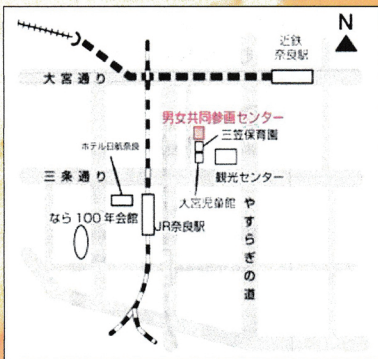 N
近鉄
奈良駅
大宮通り
男女共同参画センター
三笠保育園
ホテル日航奈良
三条通り
観光センター
大宮児童館
なら100年会館
JR奈良駅
やすらぎの道